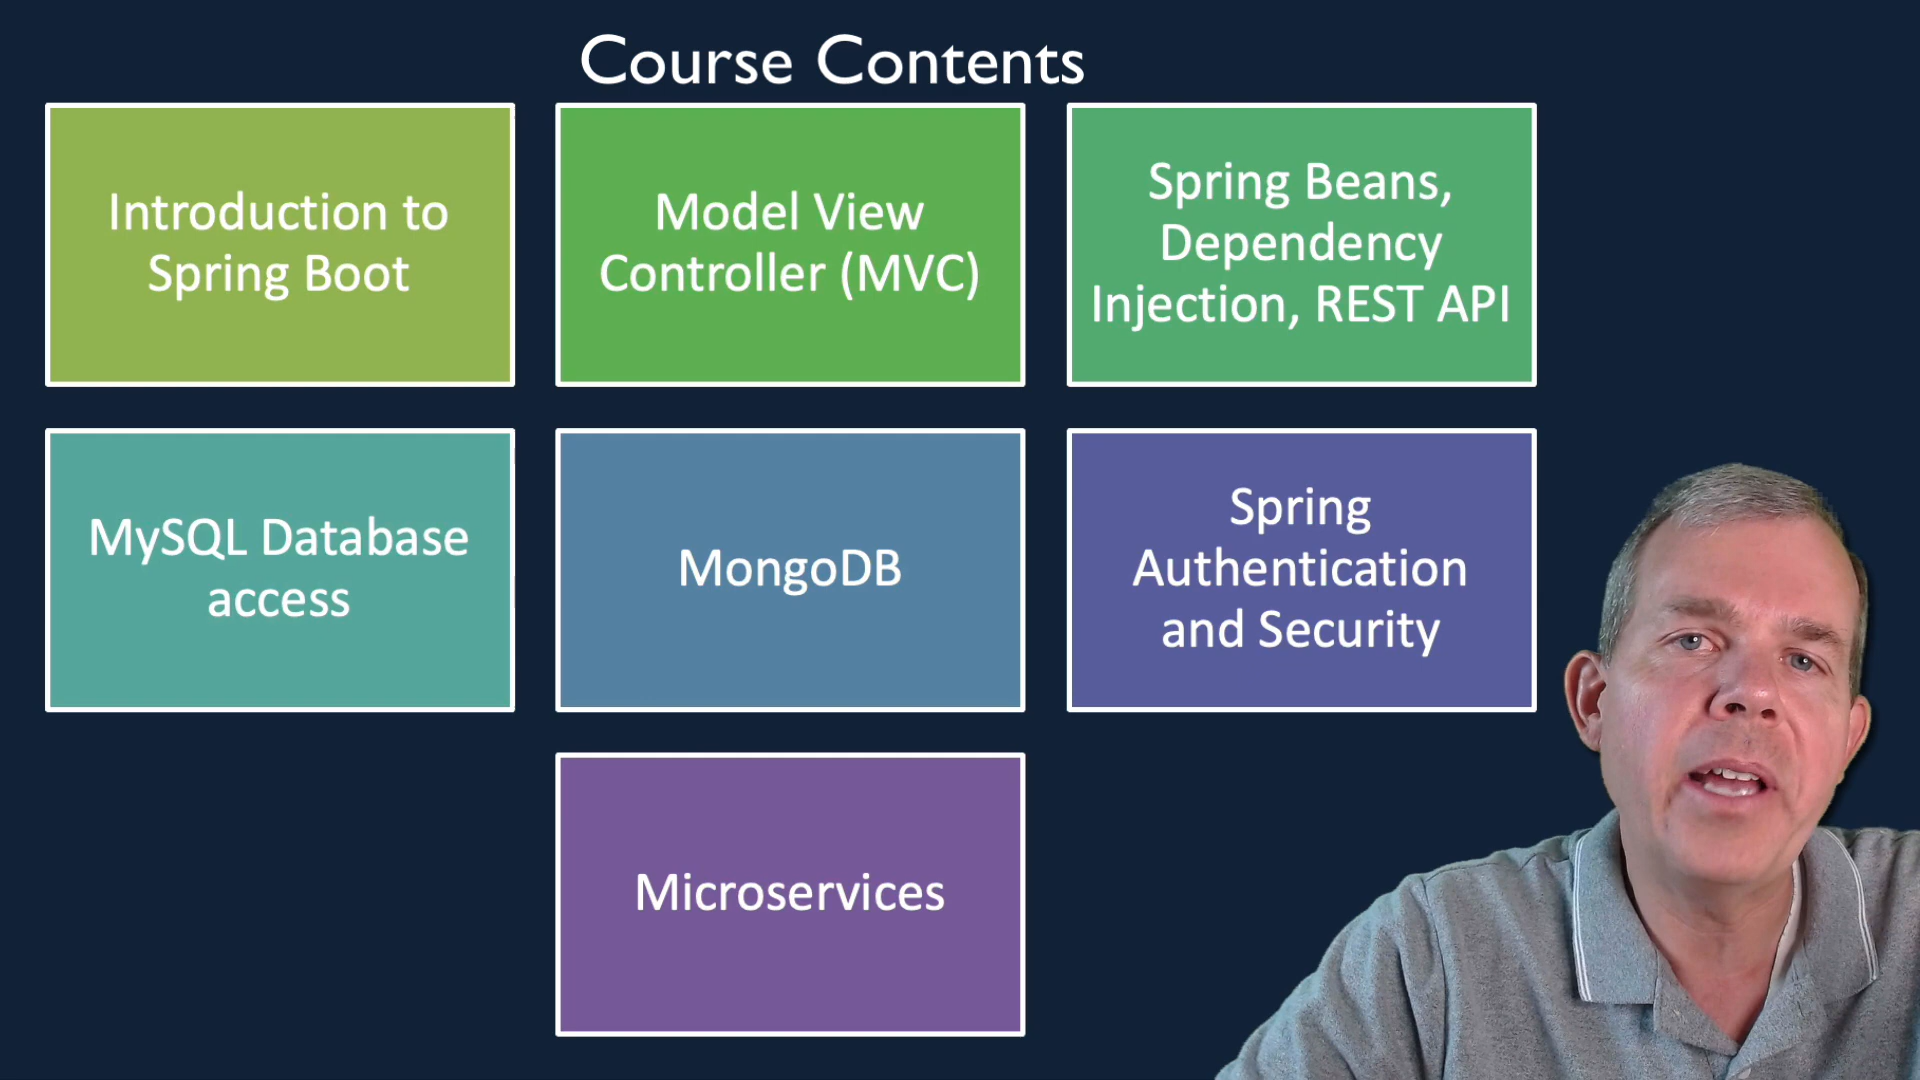 Course Contents
Introduction to
Spring Boot
Model View
Controller (MVC)
Spring Beans,
Dependency
Injection, REST API
MySQL Database
access
MongoDB
Spring
Authentication
and Security
Microservices